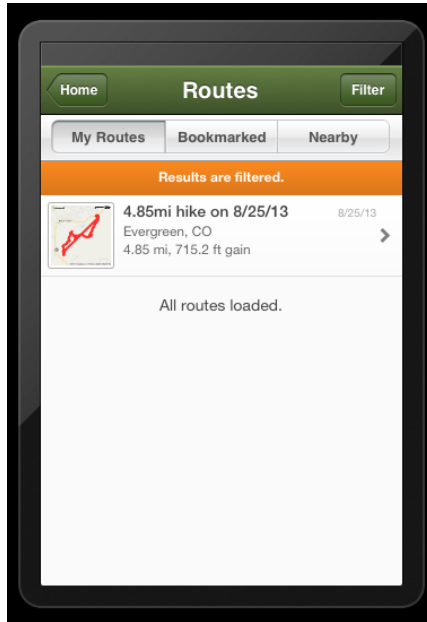 Home
Routes
Filter
My Routes
Bookmarked
Nearby
Results are filtered.
4.85mi hike on 8/25/13
8/25/13
Evergreen, CO
4.85 mi, 715.2 ft gain
All routes loaded.